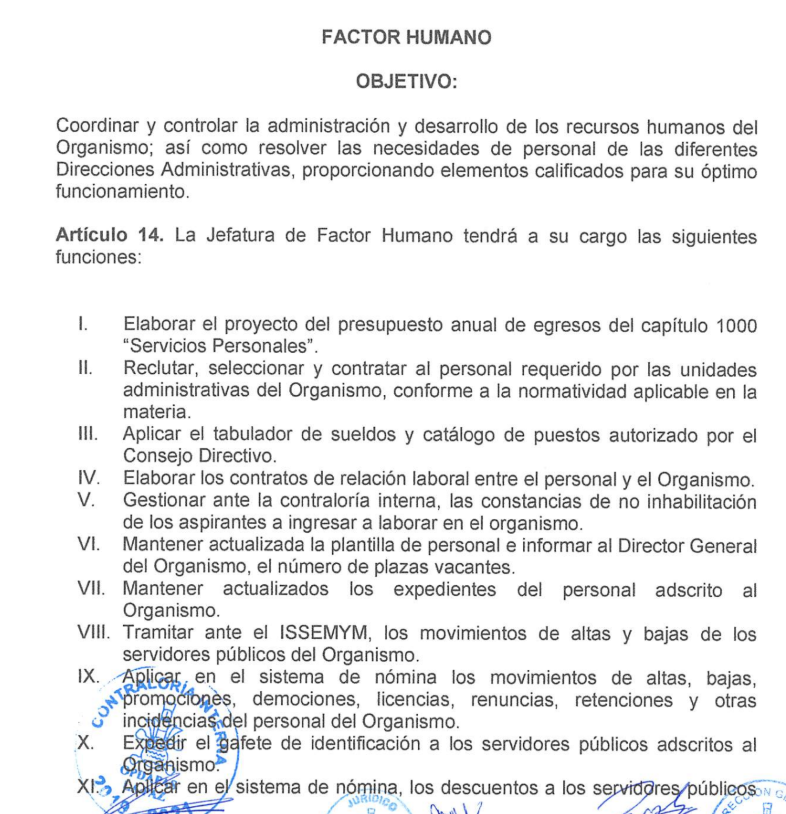 FACTOR HUMANO
OBJETIVO:
Coordinar y controlar la administración y desarrollo de los recursos humanos del
Organismo; así como resolver las necesidades de personal de las diferentes
Direcciones Administrativas, proporcionando elementos calificados para su óptimo
funcionamiento.
Artículo 14. La Jefatura de Factor Humano tendrá a su cargo las siguientes
funciones:
I. Elaborar el proyecto del presupuesto anual de egresos del capítulo 1000
“Servicios Personales”.
II. Reclutar, seleccionar y contratar al personal requerido por las unidades
administrativas del Organismo, conforme a la normatividad aplicable en la
materia.
III. Aplicar el tabulador de sueldos y catálogo de puestos autorizado por el
Consejo Directivo.
IV. Elaborar los contratos de relación laboral entre el personal y el Organismo.
V. Gestionar ante la contraloría interna, las constancias de no inhabilitación
de los aspirantes a ingresar a laborar en el organismo.
VI. Mantener actualizada la plantilla de personal e informar al Director General
del Organismo, el número de plazas vacantes.
VII. Mantener actualizados los expedientes del personal adscrito al
Organismo.
VIII. Tramitar ante el ISSEMYM, los movimientos de altas y bajas de los
servidores públicos del Organismo.
IX. Aplicar en el sistema de nómina los movimientos de altas, bajas,
promociones, demociones, licencias, renuncias, retenciones y otras
incidencias del personal del Organismo.
X. Expedir el gafete de identificación a los servidores públicos adscritos al
Organismo.
XI. Aplicar en el sistema de nómina, los descuentos a los servidores públicos
CONTRALORÍA INTERNA
JURÍDICO